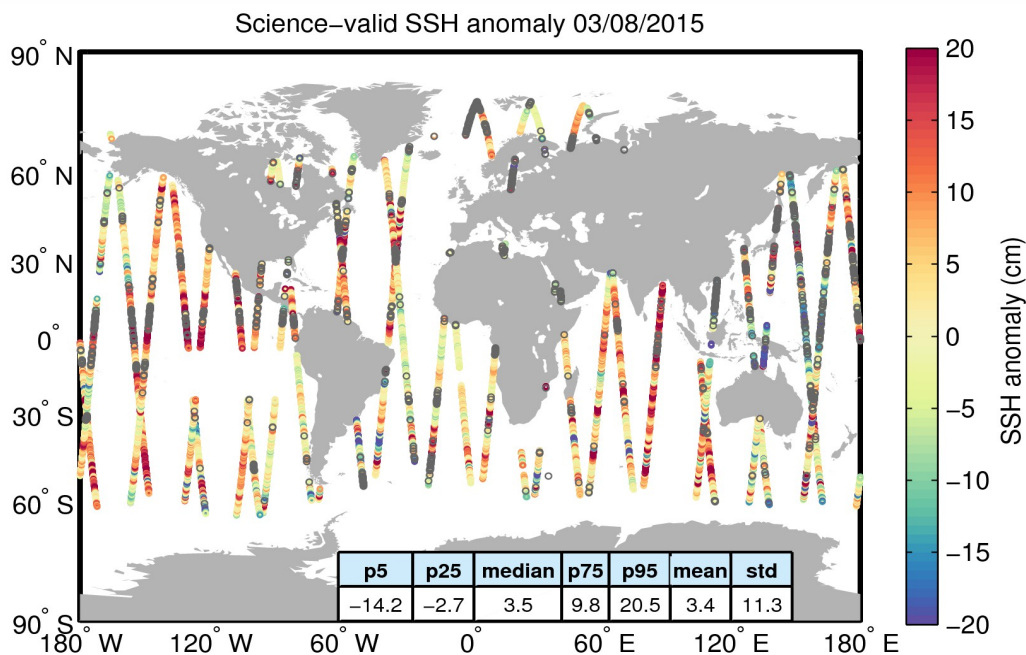 Science−valid SSH anomaly 03/08/2015
90° N
60° N
30° N
0°
30° S
60° S
90° S
180° W
120° W
60° W
0°
60° E
120° E
180° E
p5 p25 median p75 p95 mean std
−14.2 −2.7 3.5 9.8 20.5 3.4 11.3
20
15
10
5
0
−5
−10
−15
−20
SSH anomaly (cm)